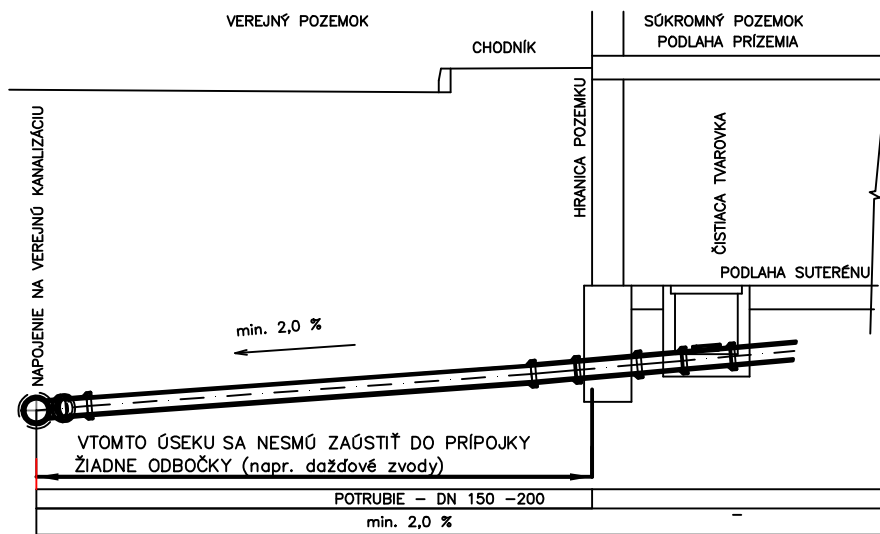 VEREJNÝ POZEMOK
SÚKROMNÝ POZEMOK
PODLAHA PRÍZEMIA
CHODNÍK
NAPOJENIE NA VEREJNÚ KANALIZÁCIU
HRANICA POZEMKU
ČISTIACA TVAROVKA
PODLAHA SUTERÉNU
min. 2,0 %
VTOMTO ÚSEKU SA NESMÚ ZAÚSTIŤ DO PRÍPOJKY
ŽIADNE ODBOČKY (napr. dažďové zvody)
POTRUBIE - DN 150 -200
min. 2,0 %
-